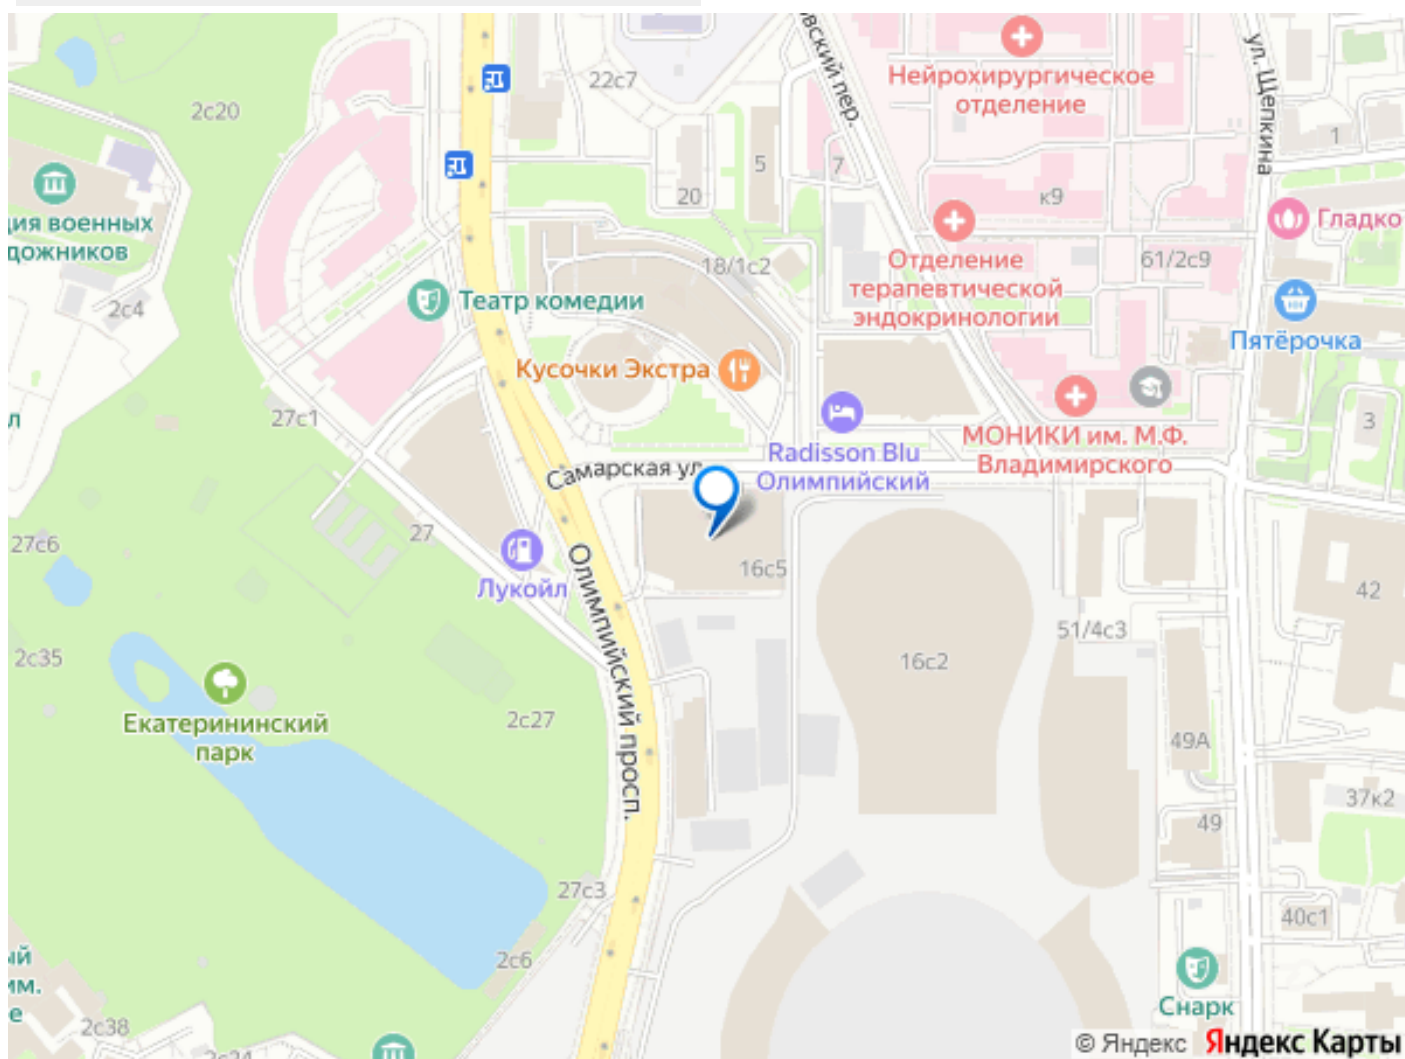 2с20
22с7
Нейрохирургическое
отделение
ул. Щепкина
вский пер.
1
5
7
20
к9
ия военных
дожников
2с4
Гладко
18/1с2
61/2с9
Отделение
терапевтической
эндокринологии
Театр комедии
Пятёрочка
Кусочки Экстра
27с1
3
МОНИКИ им. М.Ф.
Владимирского
Radisson Blu
Олимпийский
Самарская ул.
27
27с6
Лукойл
16с5
42
Олимпийский просп.
51/4с3
2с35
16с2
Екатерининский
парк
2с27
49А
37к2
49
27с3
40с1
ый
им.
е
2с6
Снарк
2с38
2с24
© Яндекс Яндекс Карты